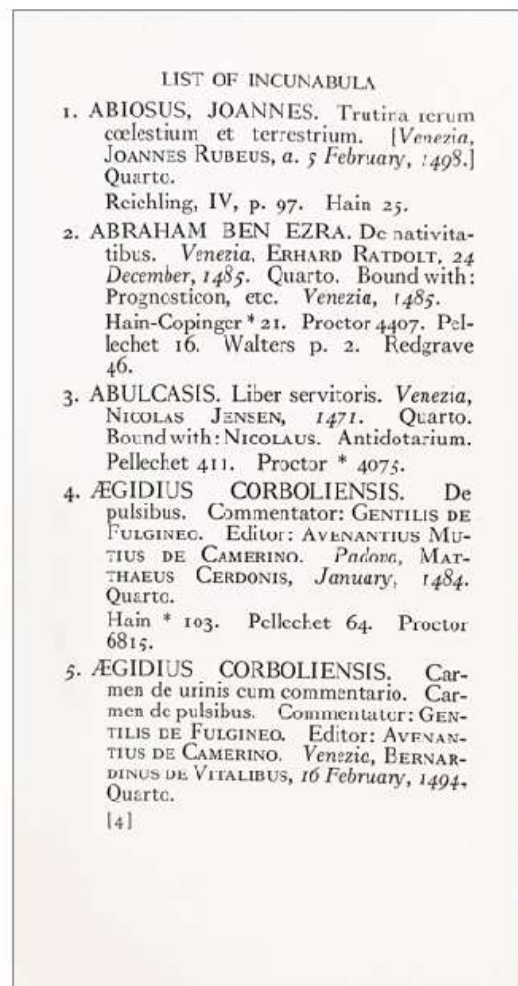 LIST OF INCUNABULA
1. ABIOSUS, JOANNES. Trutina rerum
cœlestium et terrestrium. [Venezia,
JOANNES RUBEUS, a. 5 February, 1498.]
Quarto.
Reichling, IV, p. 97. Hain 25.
2. ABRAHAM BEN EZRA. De nativita-
tibus. Venezia, ERHARD RATDOLT, 24
December, 1485. Quarto. Bound with:
Prognosticon, etc. Venezia, 1485.
Hain-Copinger * 21. Proctor 4407. Pel-
lechet 16. Walters p. 2. Redgrave
46.
3. ABULCASIS. Liber servitoris. Venezia,
NICOLAS JENSEN, 1471. Quarto.
Bound with: NICOLAUS. Antidotarium.
Pellechet 411. Proctor * 4075.
4. ÆGIDIUS CORBOLIENSIS. De
pulsibus. Commentator: GENTILIS DE
FULGINEO. Editor: AVENANTIUS MU-
TIUS DE CAMERINO. Padova, MAT-
THAEUS CERDONIS, January, 1484.
Quarto.
Hain * 103. Pellechet 64. Proctor
6815.
5. ÆGIDIUS CORBOLIENSIS. Car-
men de urinis cum commentario. Car-
men de pulsibus. Commentator: GEN-
TILIS DE FULGINEO. Editor: AVENAN-
TIUS DE CAMERINO. Venezia, BERNAR-
DINUS DE VITALIBUS, 16 February, 1494,
Quarto.
[4]